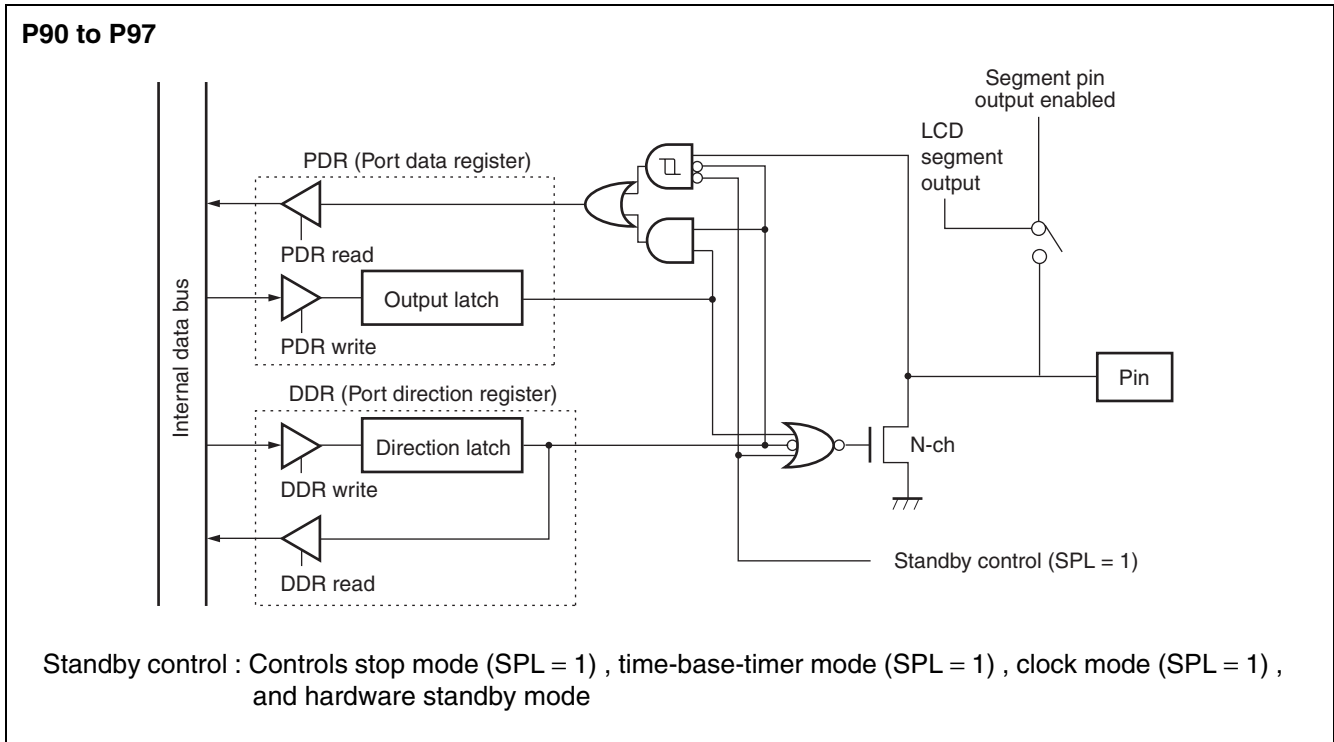 P90 to P97
Segment pin
output enabled
LCD
segment
output
PDR (Port data register)
PDR read
Output latch
PDR write
Internal data bus
Pin
DDR (Port direction register)
Direction latch
N-ch
DDR write
Standby control (SPL = 1)
DDR read
Standby control : Controls stop mode (SPL = 1) , time-base-timer mode (SPL = 1) , clock mode (SPL = 1) ,
and hardware standby mode